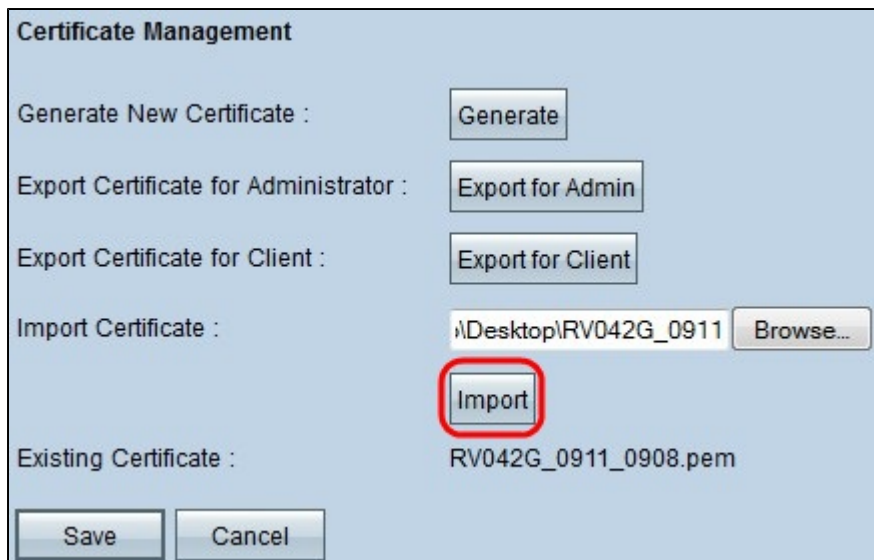 Certificate Management
Generate New Certificate : Generate
Export Certificate for Administrator : Export for Admin
Export Certificate for Client : Export for Client
Import Certificate : \Desktop\RV042G_0911 Browse...
Import
Existing Certificate : RV042G_0911_0908.pem
Save Cancel